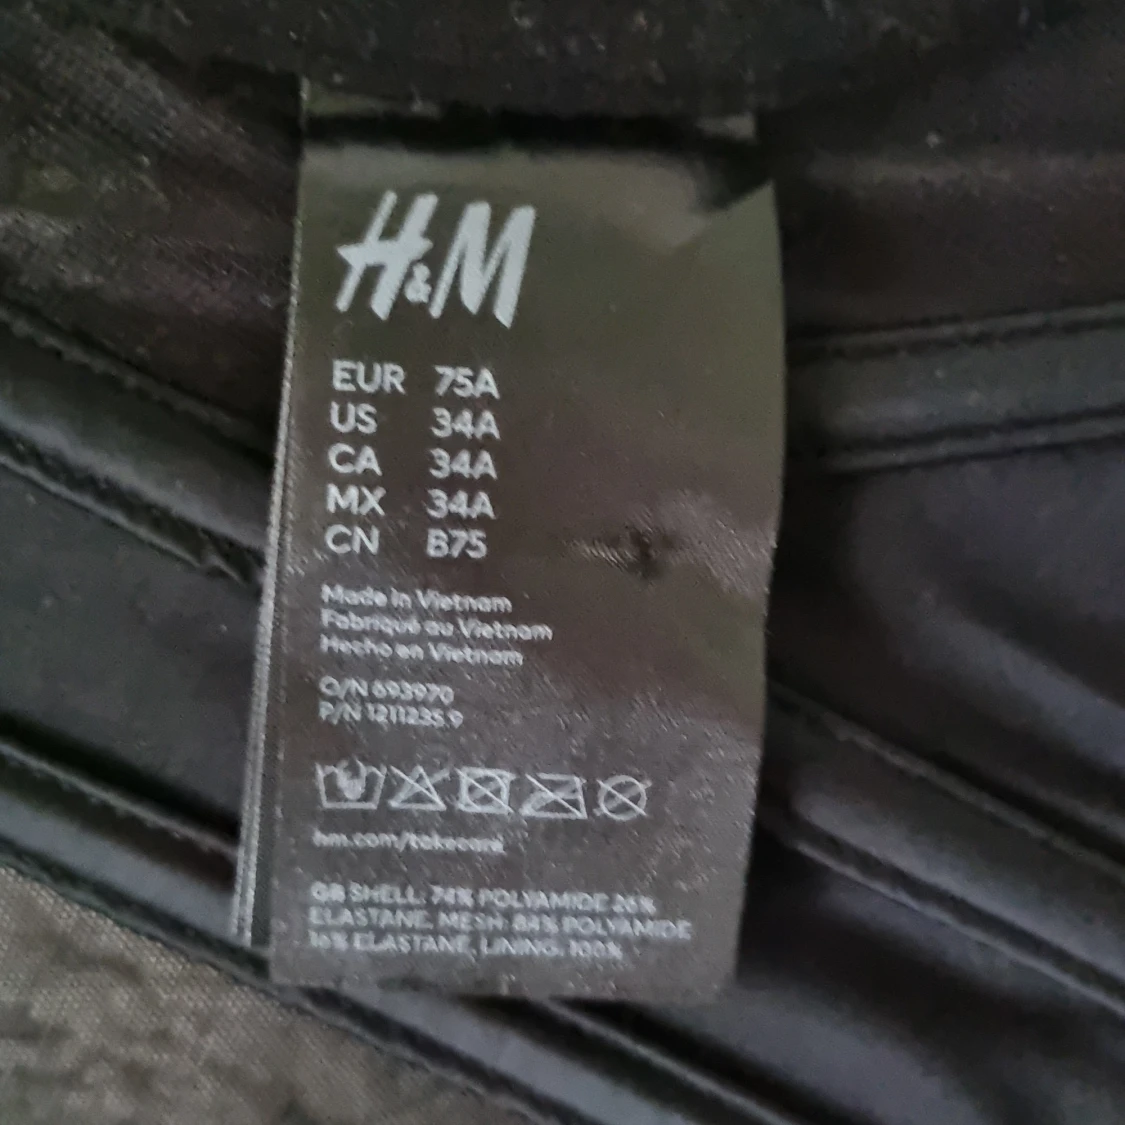 H&M
EUR 75A
US 34A
CA 34A
MX 34A
CN B75
Made in Vietnam
Fabriqué au Vietnam
Hecho en Vietnam
O/N 693970
P/N 1211235.9
hm.com/takecare
GB SHELL: 74% POLYAMIDE 26%
ELASTANE, MESH: 84% POLYAMIDE
16% ELASTANE, LINING: 100%